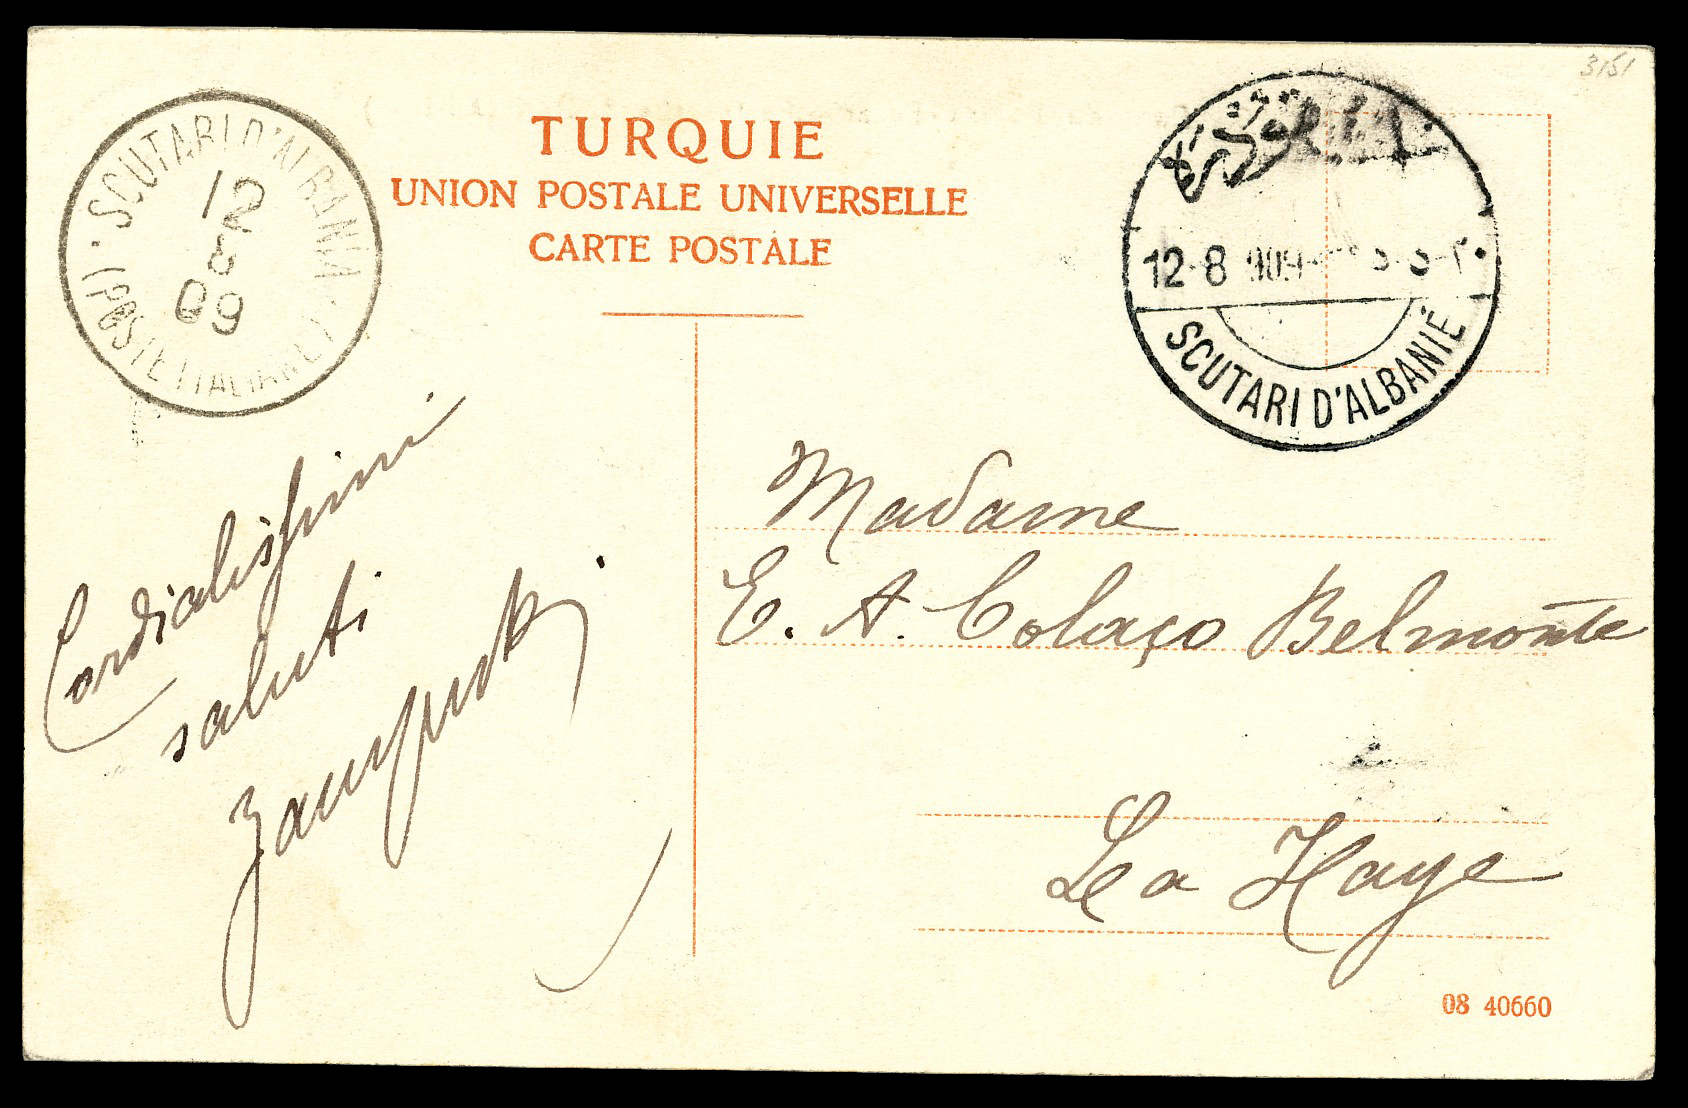 3151
TURQUIE
UNION POSTALE UNIVERSELLE
CARTE POSTALE
SCUTARI D'ALBANIA
12
8
09
(POSTE ITALIANE)
12-8 909
SCUTARI D'ALBANIE
Cordialissimi
saluti
Madame
E. A. Colaço Belmonte
La Haye
08 40660